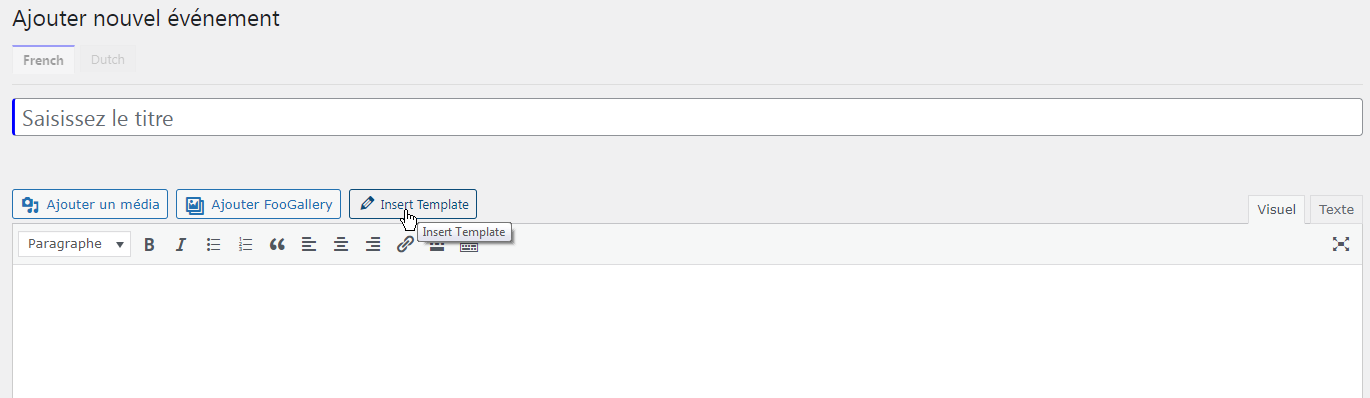 Ajouter nouvel événement
French Dutch
Saisissez le titre
Ajouter un média Ajouter FooGallery Insert Template
Visuel Texte
Insert Template
Paragraphe B I